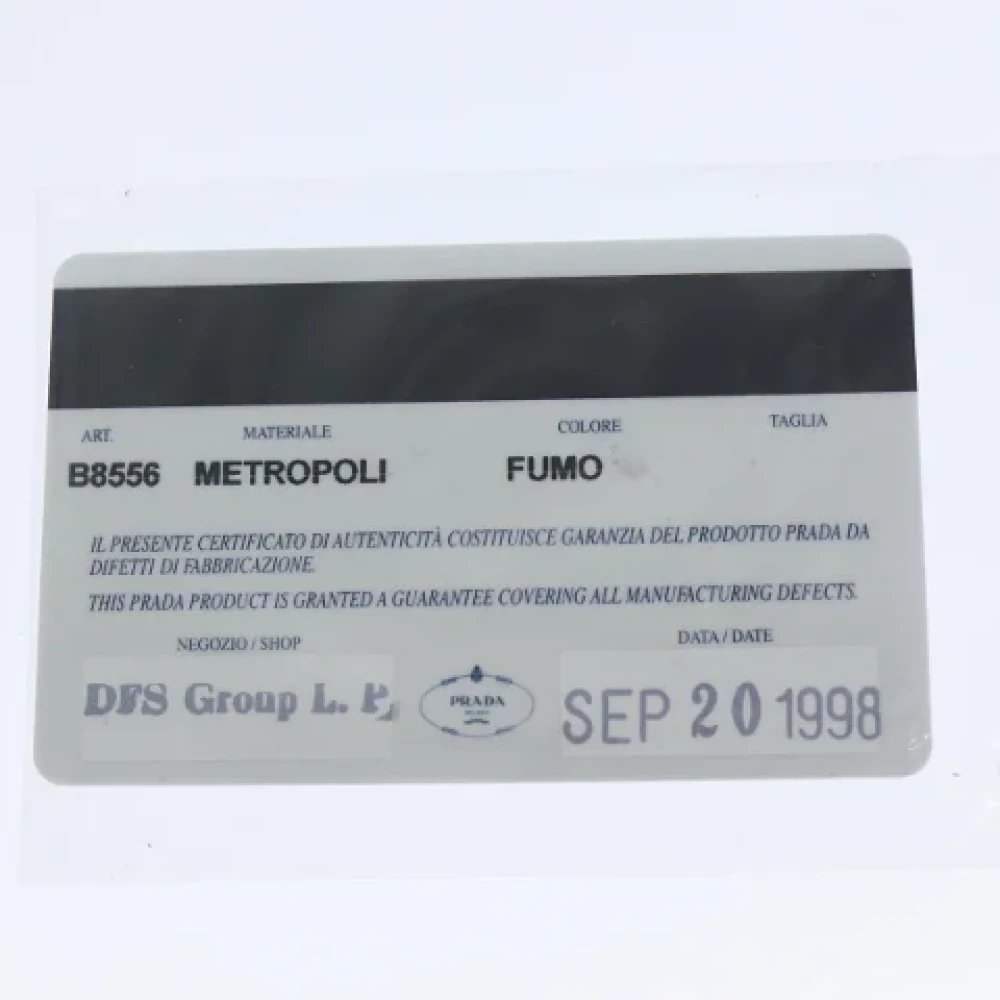 ART. MATERIALE COLORE TAGLIA
B8556 METROPOLI FUMO
IL PRESENTE CERTIFICATO DI AUTENTICITÀ COSTITUISCE GARANZIA DEL PRODOTTO PRADA DA
DIFETTI DI FABBRICAZIONE.
THIS PRADA PRODUCT IS GRANTED A GUARANTEE COVERING ALL MANUFACTURING DEFECTS.
NEGOZIO / SHOP DATA / DATE
DFS Group L. P. PRADA SEP 20 1998